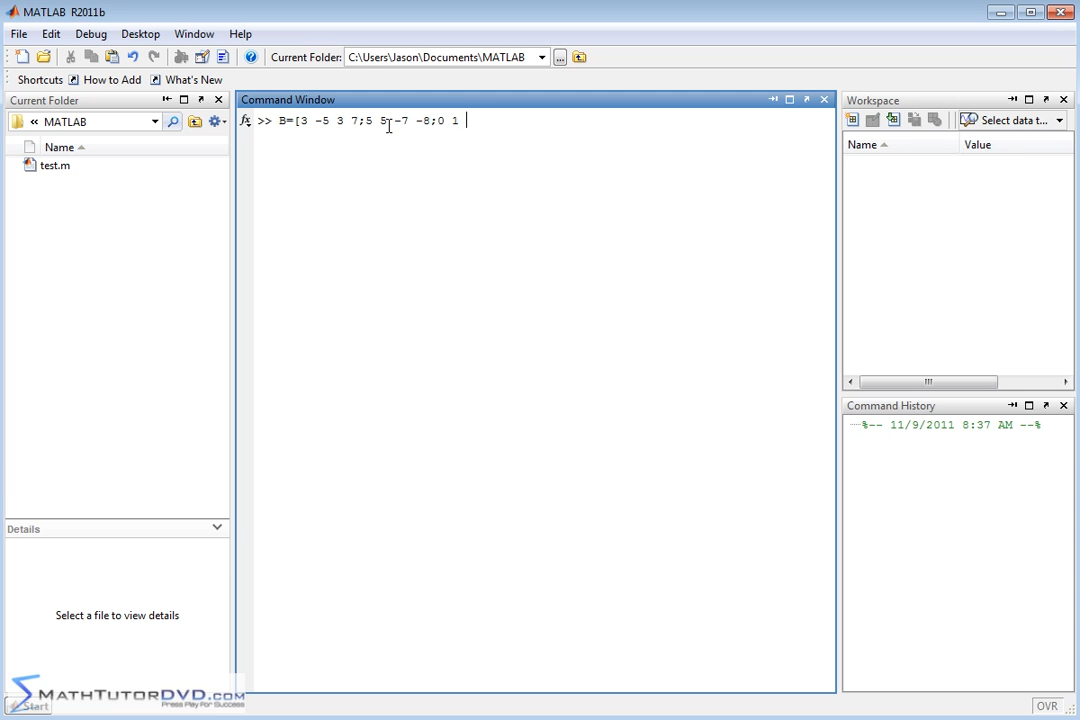 MATLAB R2011b
File Edit Debug Desktop Window Help
Current Folder: C:\Users\Jason\Documents\MATLAB ...
Shortcuts How to Add What's New
Current Folder
« MATLAB
Name
test.m
Details
Select a file to view details
MATHTUTORDVD.COM
Press Play For Success
Start
Command Window
fx >> B=[3 -5 3 7;5 5 -7 -8;0 1
Workspace
Select data t...
Name Value
Command History
%-- 11/9/2011 8:37 AM --%
OVR